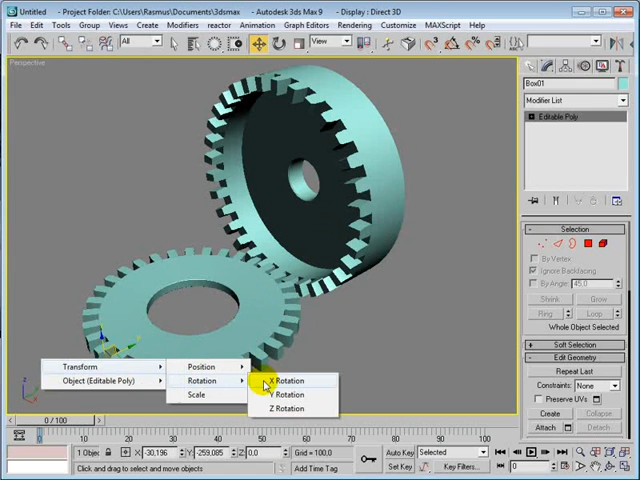 Untitled - Project Folder: C:\Users\Rasmus\Documents\3dsmax - Autodesk 3ds Max 9 - Display : Direct 3D
File Edit Tools Group Views Create Modifiers reactor Animation Graph Editors Rendering Customize MAXScript Help
All View
Perspective
Box01
Modifier List
Editable Poly
Selection
By Vertex
Ignore Backfacing
By Angle: 45.0
Shrink Grow
Ring Loop
Whole Object Selected
Soft Selection
Edit Geometry
Repeat Last
Constraints: None
Preserve UVs
Create Collapse
Attach Detach
Transform Position
Object (Editable Poly) Rotation X Rotation
Scale Y Rotation
Z Rotation
z
0 / 100
0 10 20 30 40 50 60 70 80 90 100
1 Objec X: -30,196 Y: -259,085 Z: 0,0 Grid = 100,0 Auto Key Selected
Click and drag to select and move objects Add Time Tag Set Key Key Filters... 0